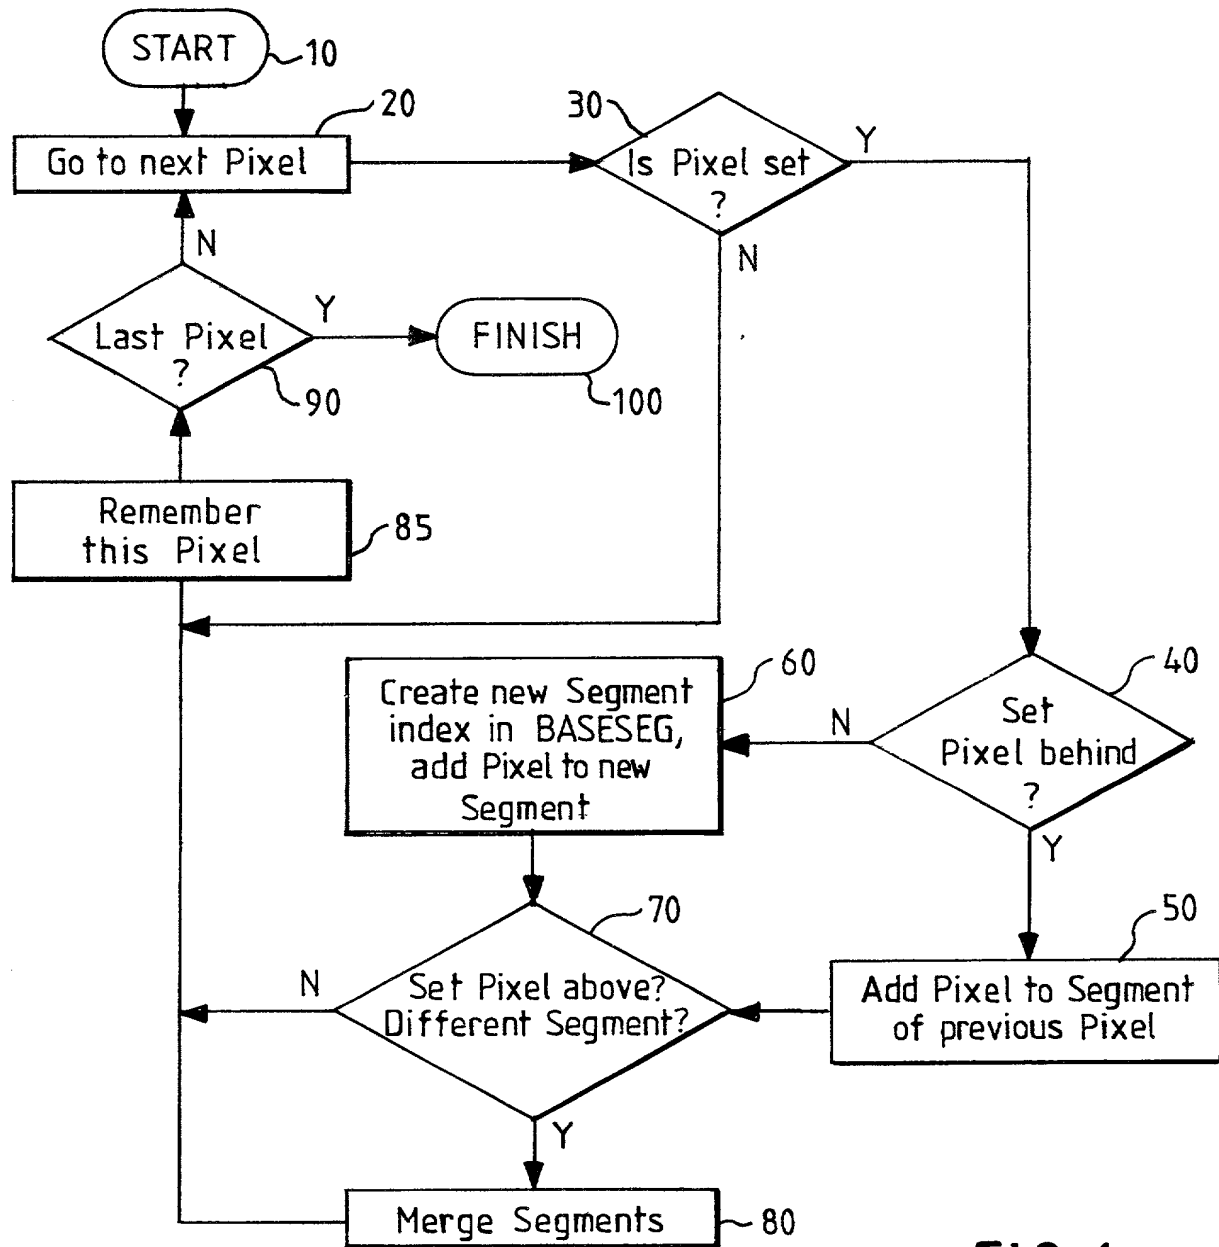 START
10
20
Go to next Pixel
30
Is Pixel set
?
Y
N
N
Last Pixel
?
Y
90
FINISH
100
Remember
this Pixel
85
40
Set
Pixel behind
?
N
Y
60
Create new Segment
index in BASESEG,
add Pixel to new
Segment
50
Add Pixel to Segment
of previous Pixel
70
Set Pixel above?
Different Segment?
N
Y
Merge Segments
80